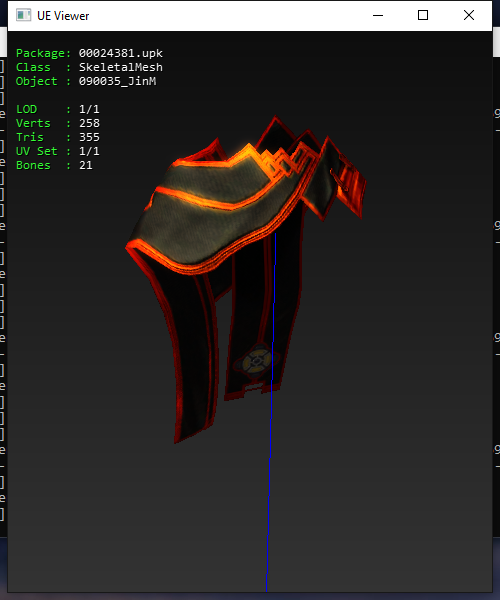 UE Viewer
Package: 00024381.upk
Class : SkeletalMesh
Object : 090035_JinM
LOD : 1/1
Verts : 258
Tris : 355
UV Set : 1/1
Bones : 21